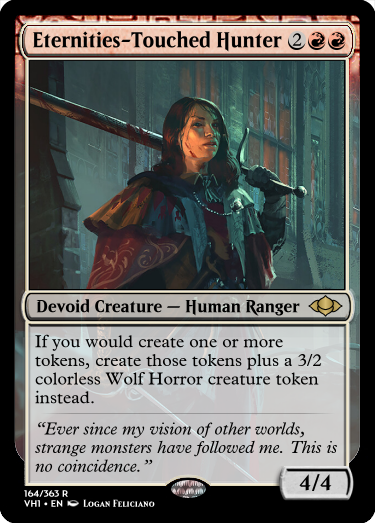 Eternities-Touched Hunter 2
Devoid Creature — Human Ranger
If you would create one or more
tokens, create those tokens plus a 3/2
colorless Wolf Horror creature token
instead.
“Ever since my vision of other worlds,
strange monsters have followed me. This is
no coincidence.”
4/4
164/363 R
VH1 • EN Logan Feliciano